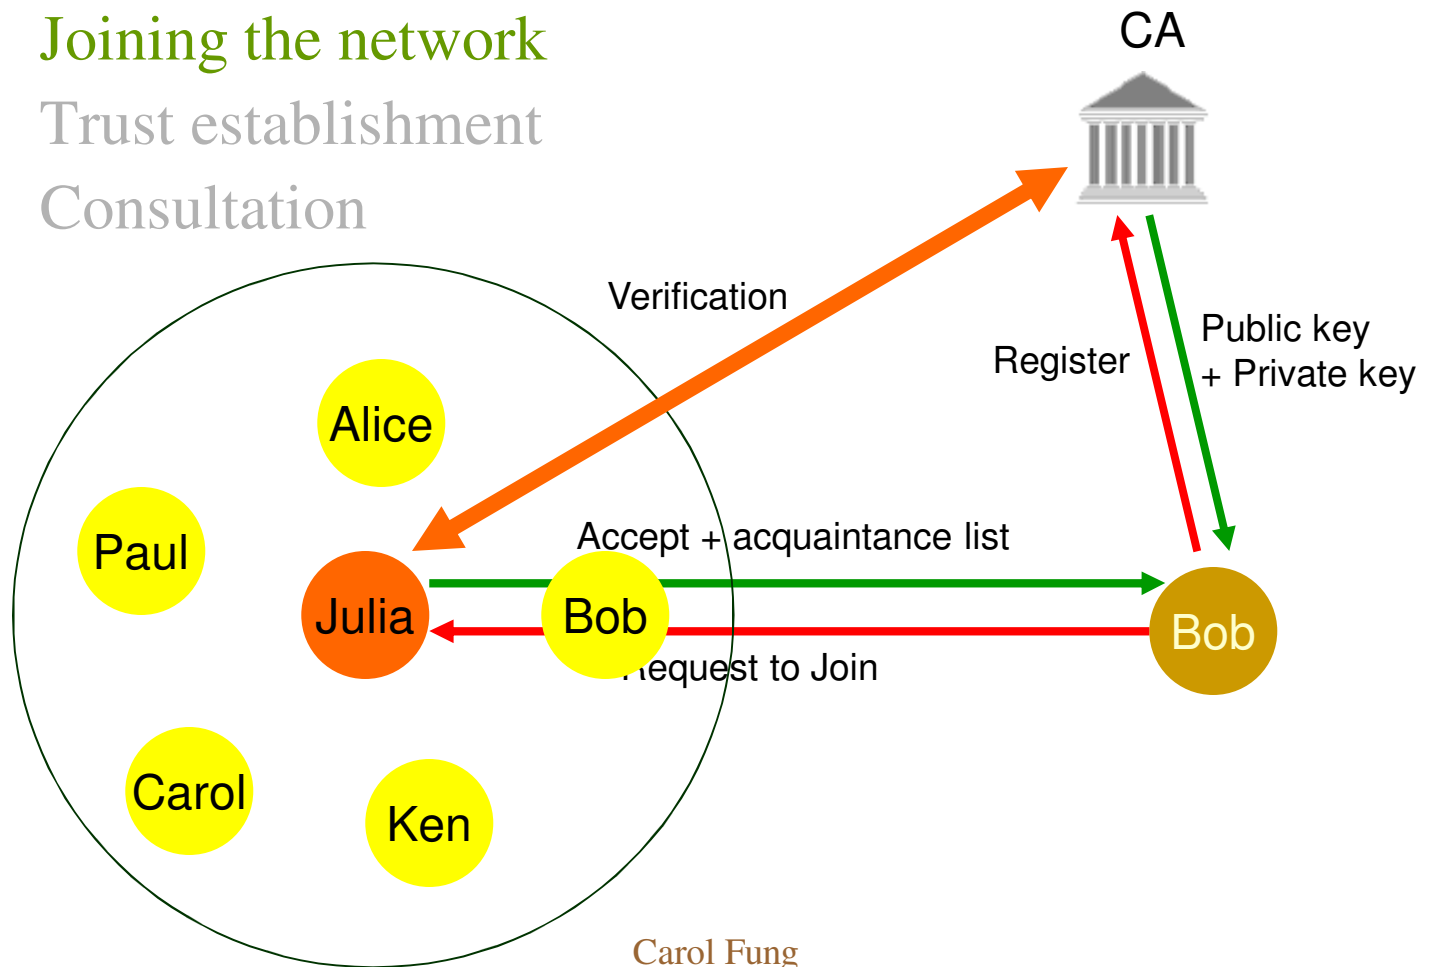 Joining the network
Trust establishment
Consultation
CA
Verification
Register
Public key
+ Private key
Alice
Paul
Accept + acquaintance list
Julia
Bob
Bob
Request to Join
Carol
Ken
Carol Fung